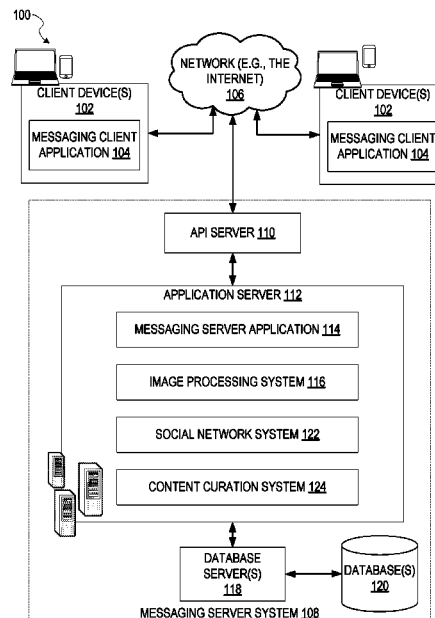 100
NETWORK (E.G., THE
INTERNET)
106
CLIENT DEVICE(S)
102
MESSAGING CLIENT
APPLICATION 104
CLIENT DEVICE(S)
102
MESSAGING CLIENT
APPLICATION 104
API SERVER 110
APPLICATION SERVER 112
MESSAGING SERVER APPLICATION 114
IMAGE PROCESSING SYSTEM 116
SOCIAL NETWORK SYSTEM 122
CONTENT CURATION SYSTEM 124
DATABASE
SERVER(S)
118
DATABASE(S)
120
MESSAGING SERVER SYSTEM 108